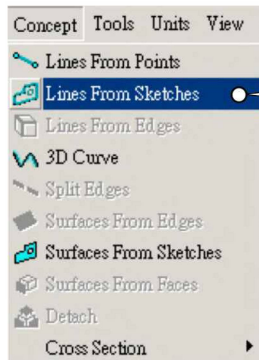 Concept Tools Units View
Lines From Points
Lines From Sketches
Lines From Edges
3D Curve
Split Edges
Surfaces From Edges
Surfaces From Sketches
Surfaces From Faces
Detach
Cross Section